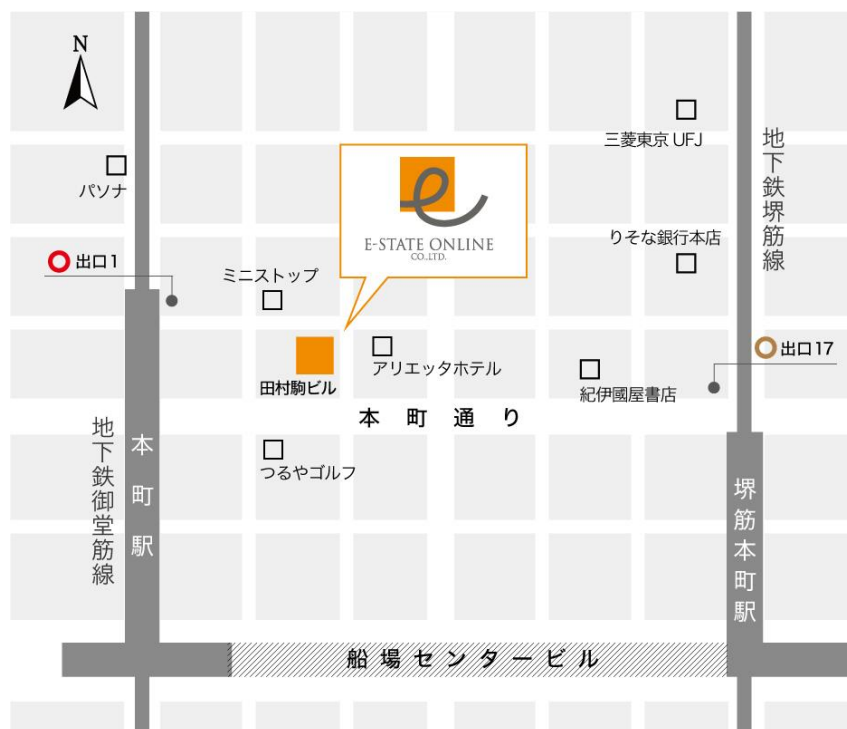 N
三菱東京 UFJ
地下鉄堺筋線
パソナ
E-STATE ONLINE
CO.,LTD.
りそな銀行本店
出口1
ミニストップ
出口17
アリエッタホテル
田村駒ビル
紀伊國屋書店
本町通り
地下鉄御堂筋線
本町駅
つるやゴルフ
堺筋本町駅
船場センタービル